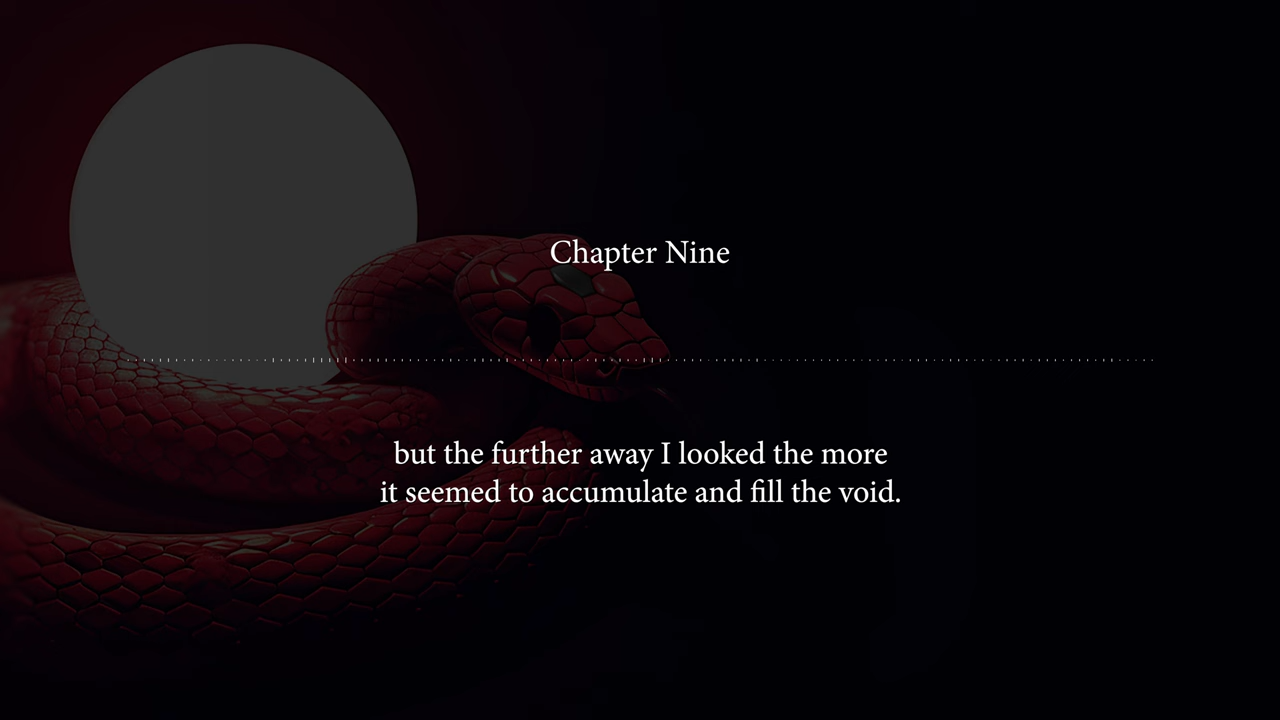 Chapter Nine
but the further away I looked the more
it seemed to accumulate and fill the void.